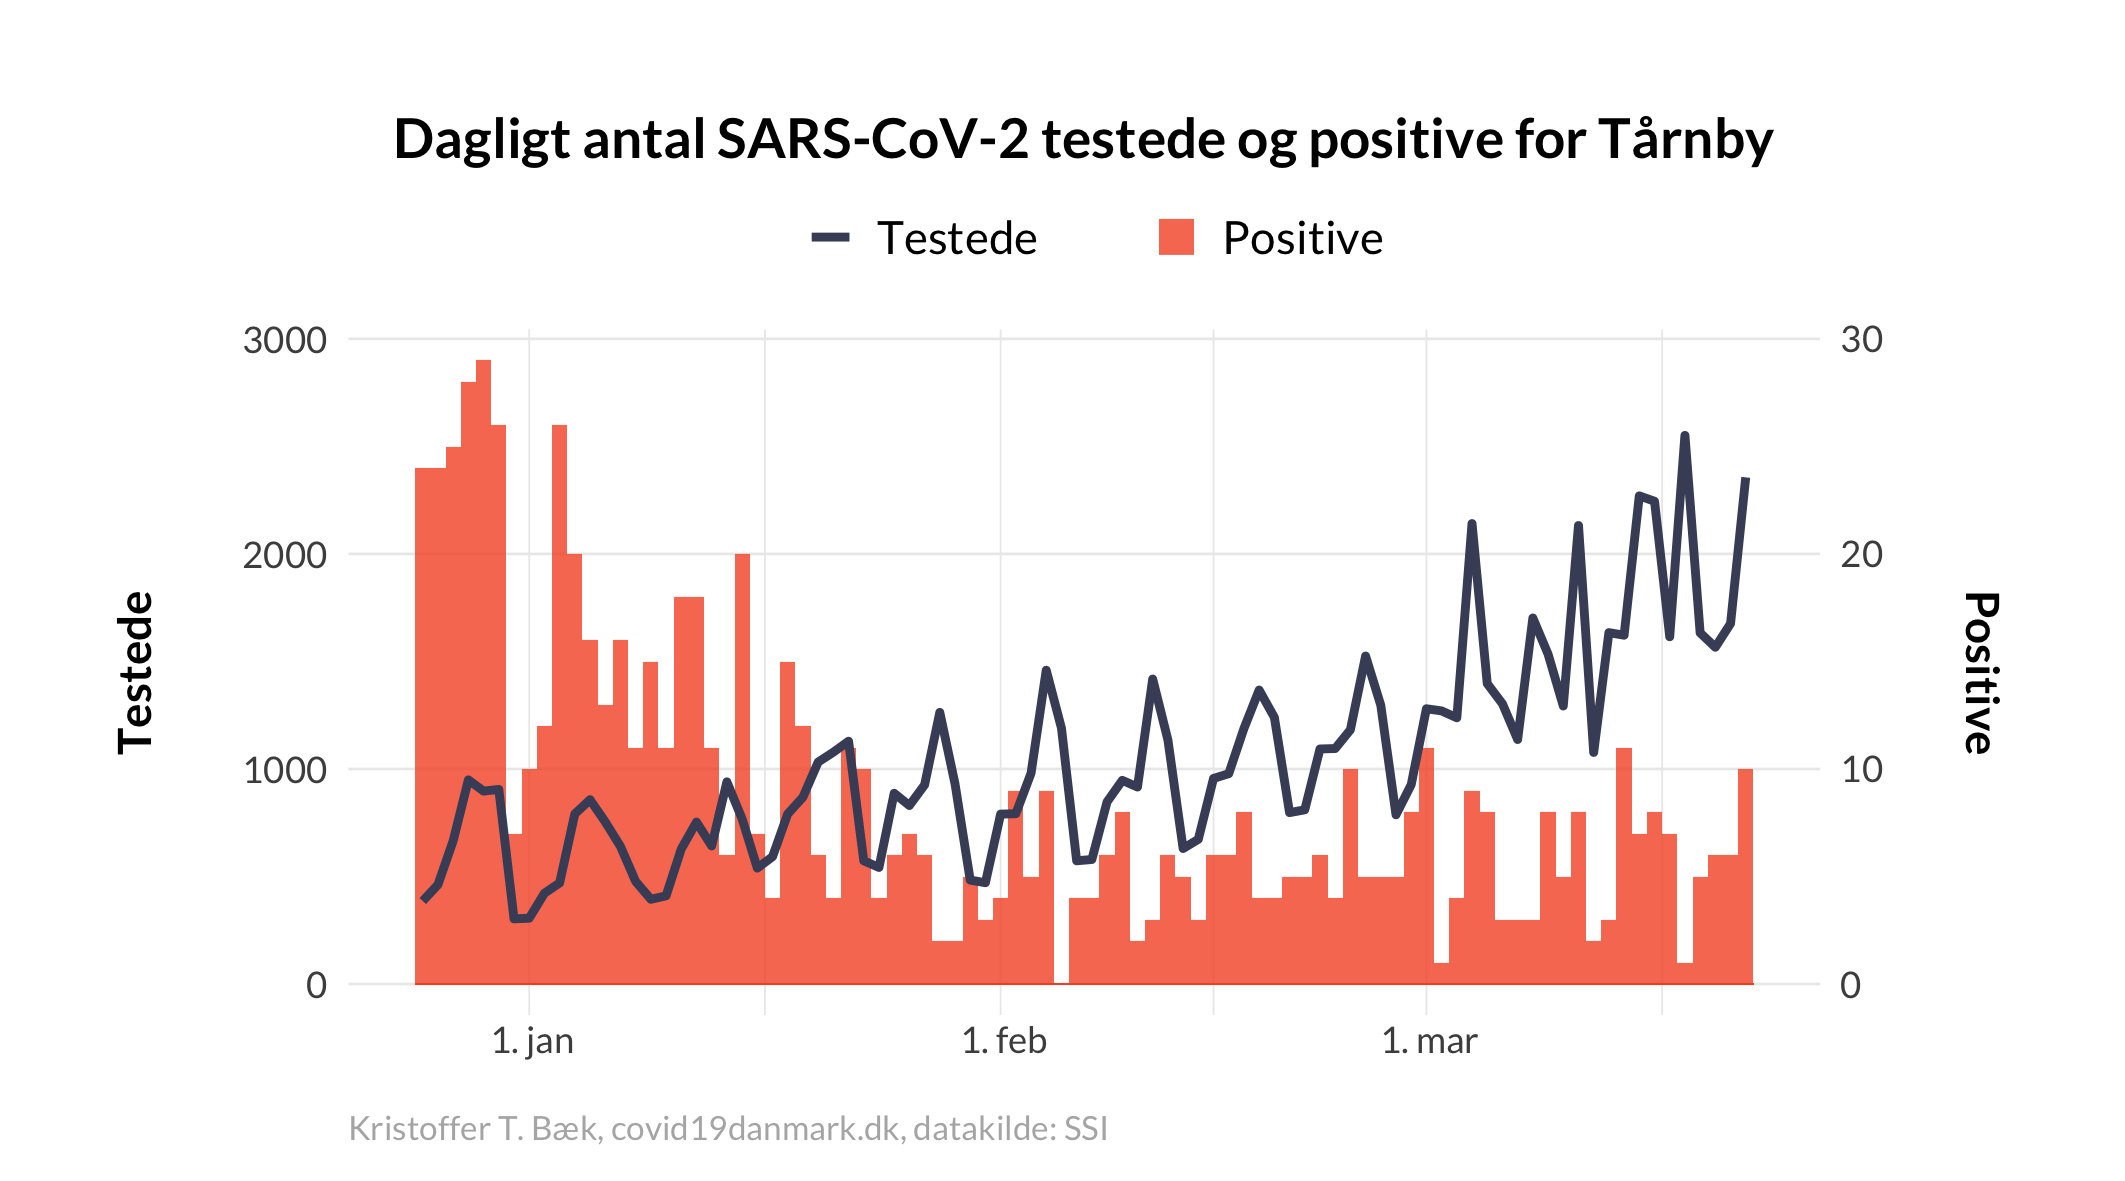 Dagligt antal SARS-CoV-2 testede og positive for Tårnby
Testede Positive
3000 30
2000 20
1000 10
0 0
Testede
Positive
1. jan 1. feb 1. mar
Kristoffer T. Bæk, covid19danmark.dk, datakilde: SSI